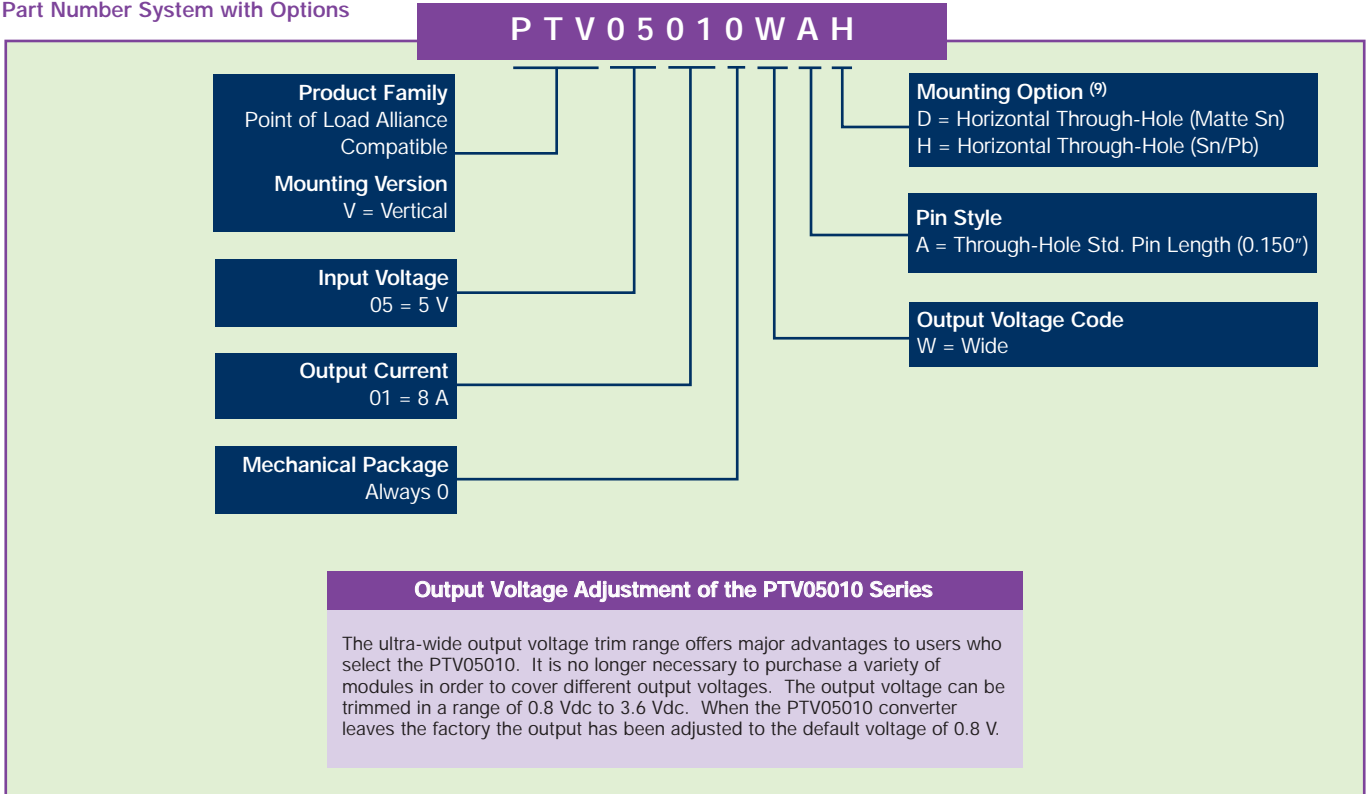 Part Number System with Options
PTV05010WAH
Product Family
Point of Load Alliance
Compatible
Mounting Version
V = Vertical
Input Voltage
05 = 5 V
Output Current
01 = 8 A
Mechanical Package
Always 0
Mounting Option (9)
D = Horizontal Through-Hole (Matte Sn)
H = Horizontal Through-Hole (Sn/Pb)
Pin Style
A = Through-Hole Std. Pin Length (0.150″)
Output Voltage Code
W = Wide
Output Voltage Adjustment of the PTV05010 Series
The ultra-wide output voltage trim range offers major advantages to users who
select the PTV05010. It is no longer necessary to purchase a variety of
modules in order to cover different output voltages. The output voltage can be
trimmed in a range of 0.8 Vdc to 3.6 Vdc. When the PTV05010 converter
leaves the factory the output has been adjusted to the default voltage of 0.8 V.